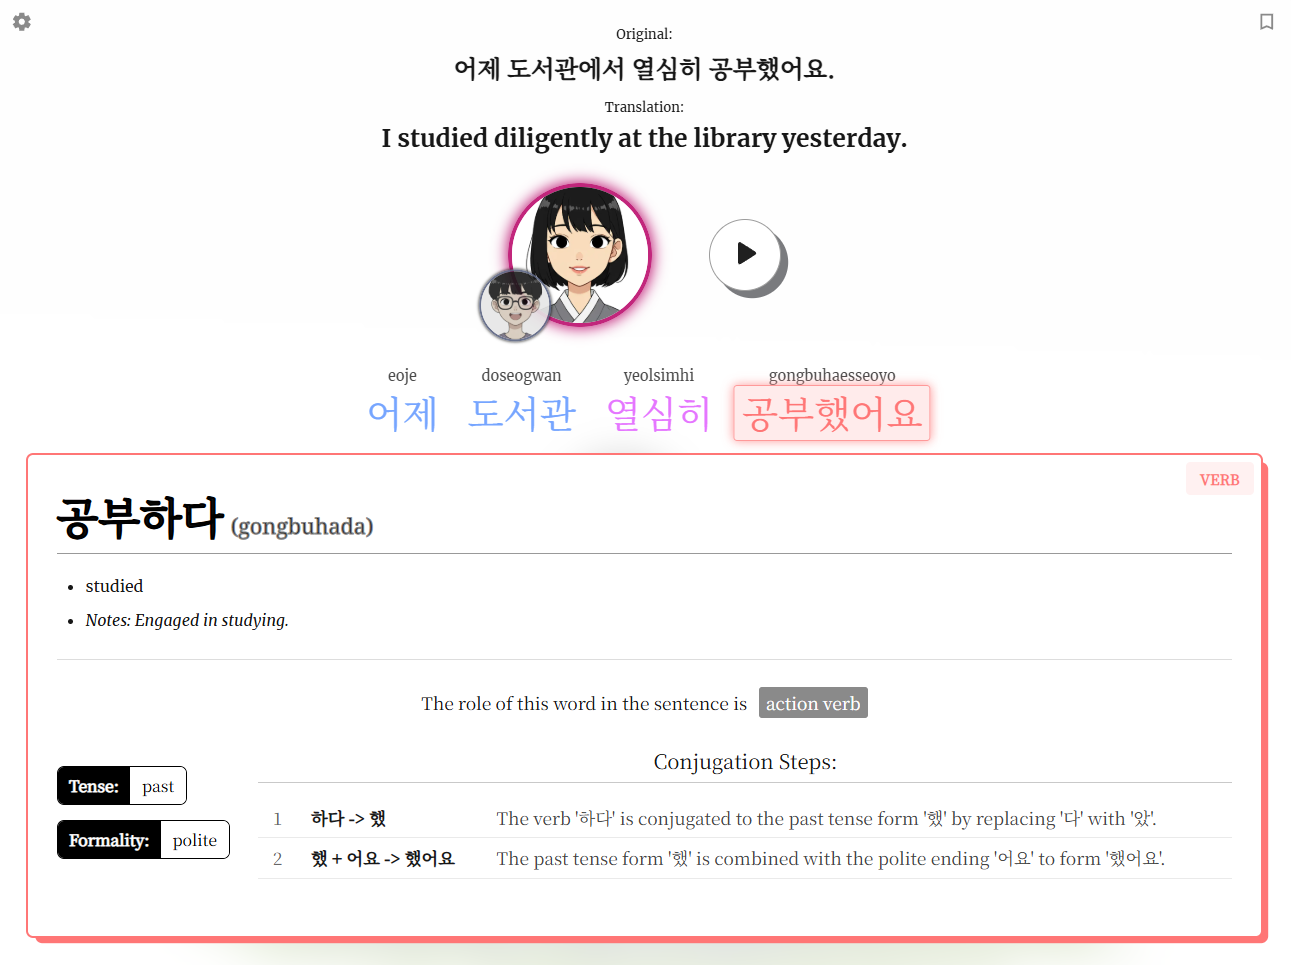 Original:
어제 도서관에서 열심히 공부했어요.
Translation:
I studied diligently at the library yesterday.
eoje doseogwan yeolsimhi gongbuhaesseoyo
어제 도서관 열심히 공부했어요
VERB
공부하다 (gongbuhada)
studied
Notes: Engaged in studying.
The role of this word in the sentence is action verb
Tense: past
Formality: polite
Conjugation Steps:
1 하다 -> 했 The verb '하다' is conjugated to the past tense form '했' by replacing '다' with '았'.
2 했 + 어요 -> 했어요 The past tense form '했' is combined with the polite ending '어요' to form '했어요'.